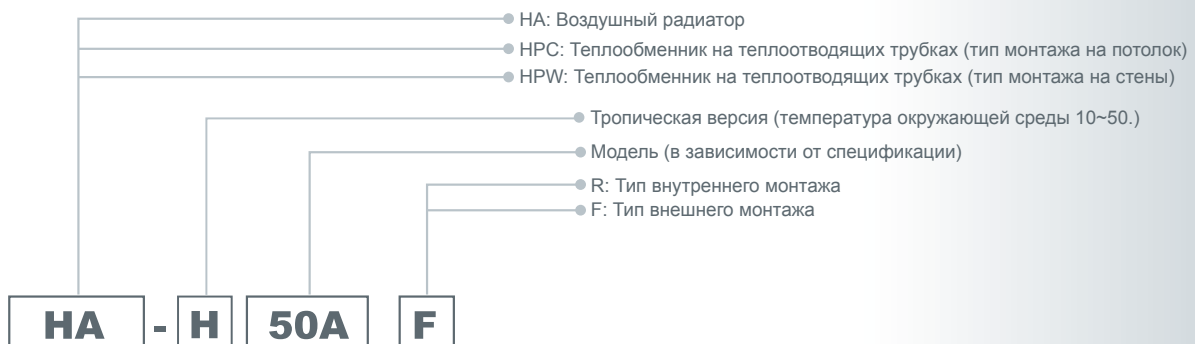 HA: Воздушный радиатор
HPC: Теплообменник на теплоотводящих трубках (тип монтажа на потолок)
HPW: Теплообменник на теплоотводящих трубках (тип монтажа на стены)
Тропическая версия (температура окружающей среды 10~50.)
Модель (в зависимости от спецификации)
R: Тип внутреннего монтажа
F: Тип внешнего монтажа
HA - H 50A F